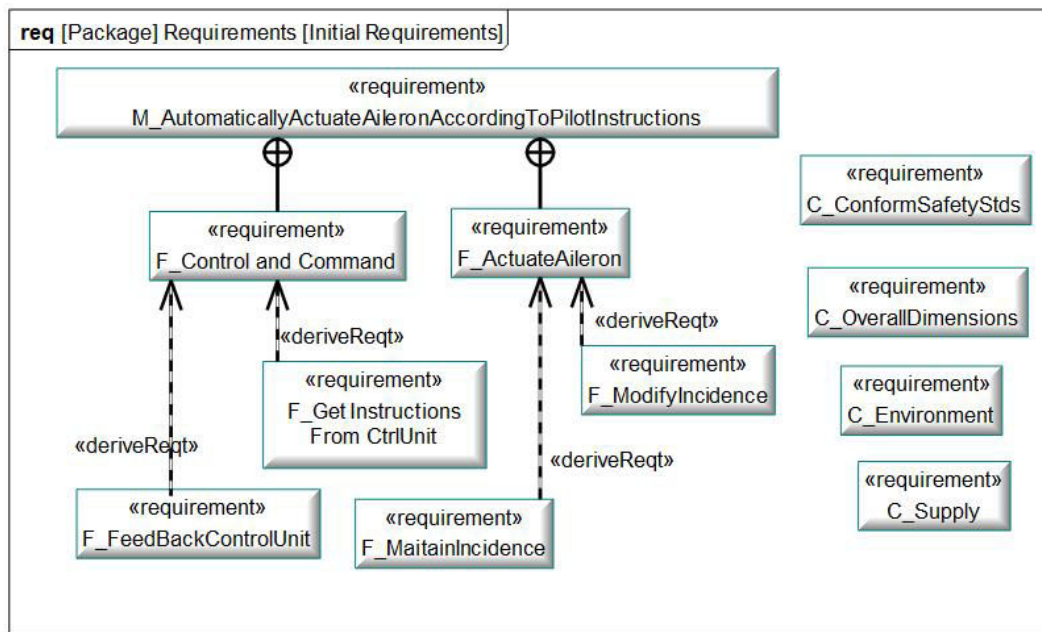 req [Package] Requirements [Initial Requirements]
«requirement»
M_AutomaticallyActuateAileronAccordingToPilotInstructions
«requirement»
C_ConformSafetyStds
«requirement»
F_Control and Command
«requirement»
F_ActuateAileron
«requirement»
C_OverallDimensions
«deriveReqt»
«deriveReqt»
«requirement»
F_Get Instructions
From CtrlUnit
«requirement»
F_ModifyIncidence
«requirement»
C_Environment
«deriveReqt»
«deriveReqt»
«requirement»
C_Supply
«requirement»
F_FeedBackControlUnit
«requirement»
F_MaitainIncidence